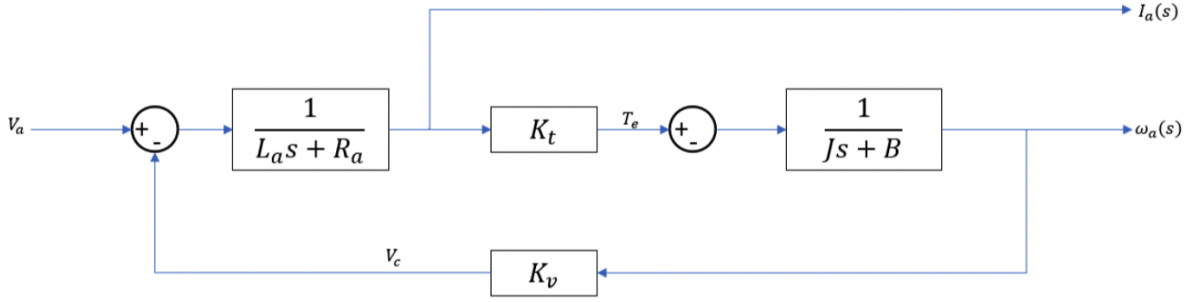 Iₐ(s)
Vₐ
+
-
1
Lₐs + Rₐ
Kₜ
Tₑ
+
-
1
Js + B
ωₐ(s)
V꜀
Kᵥ